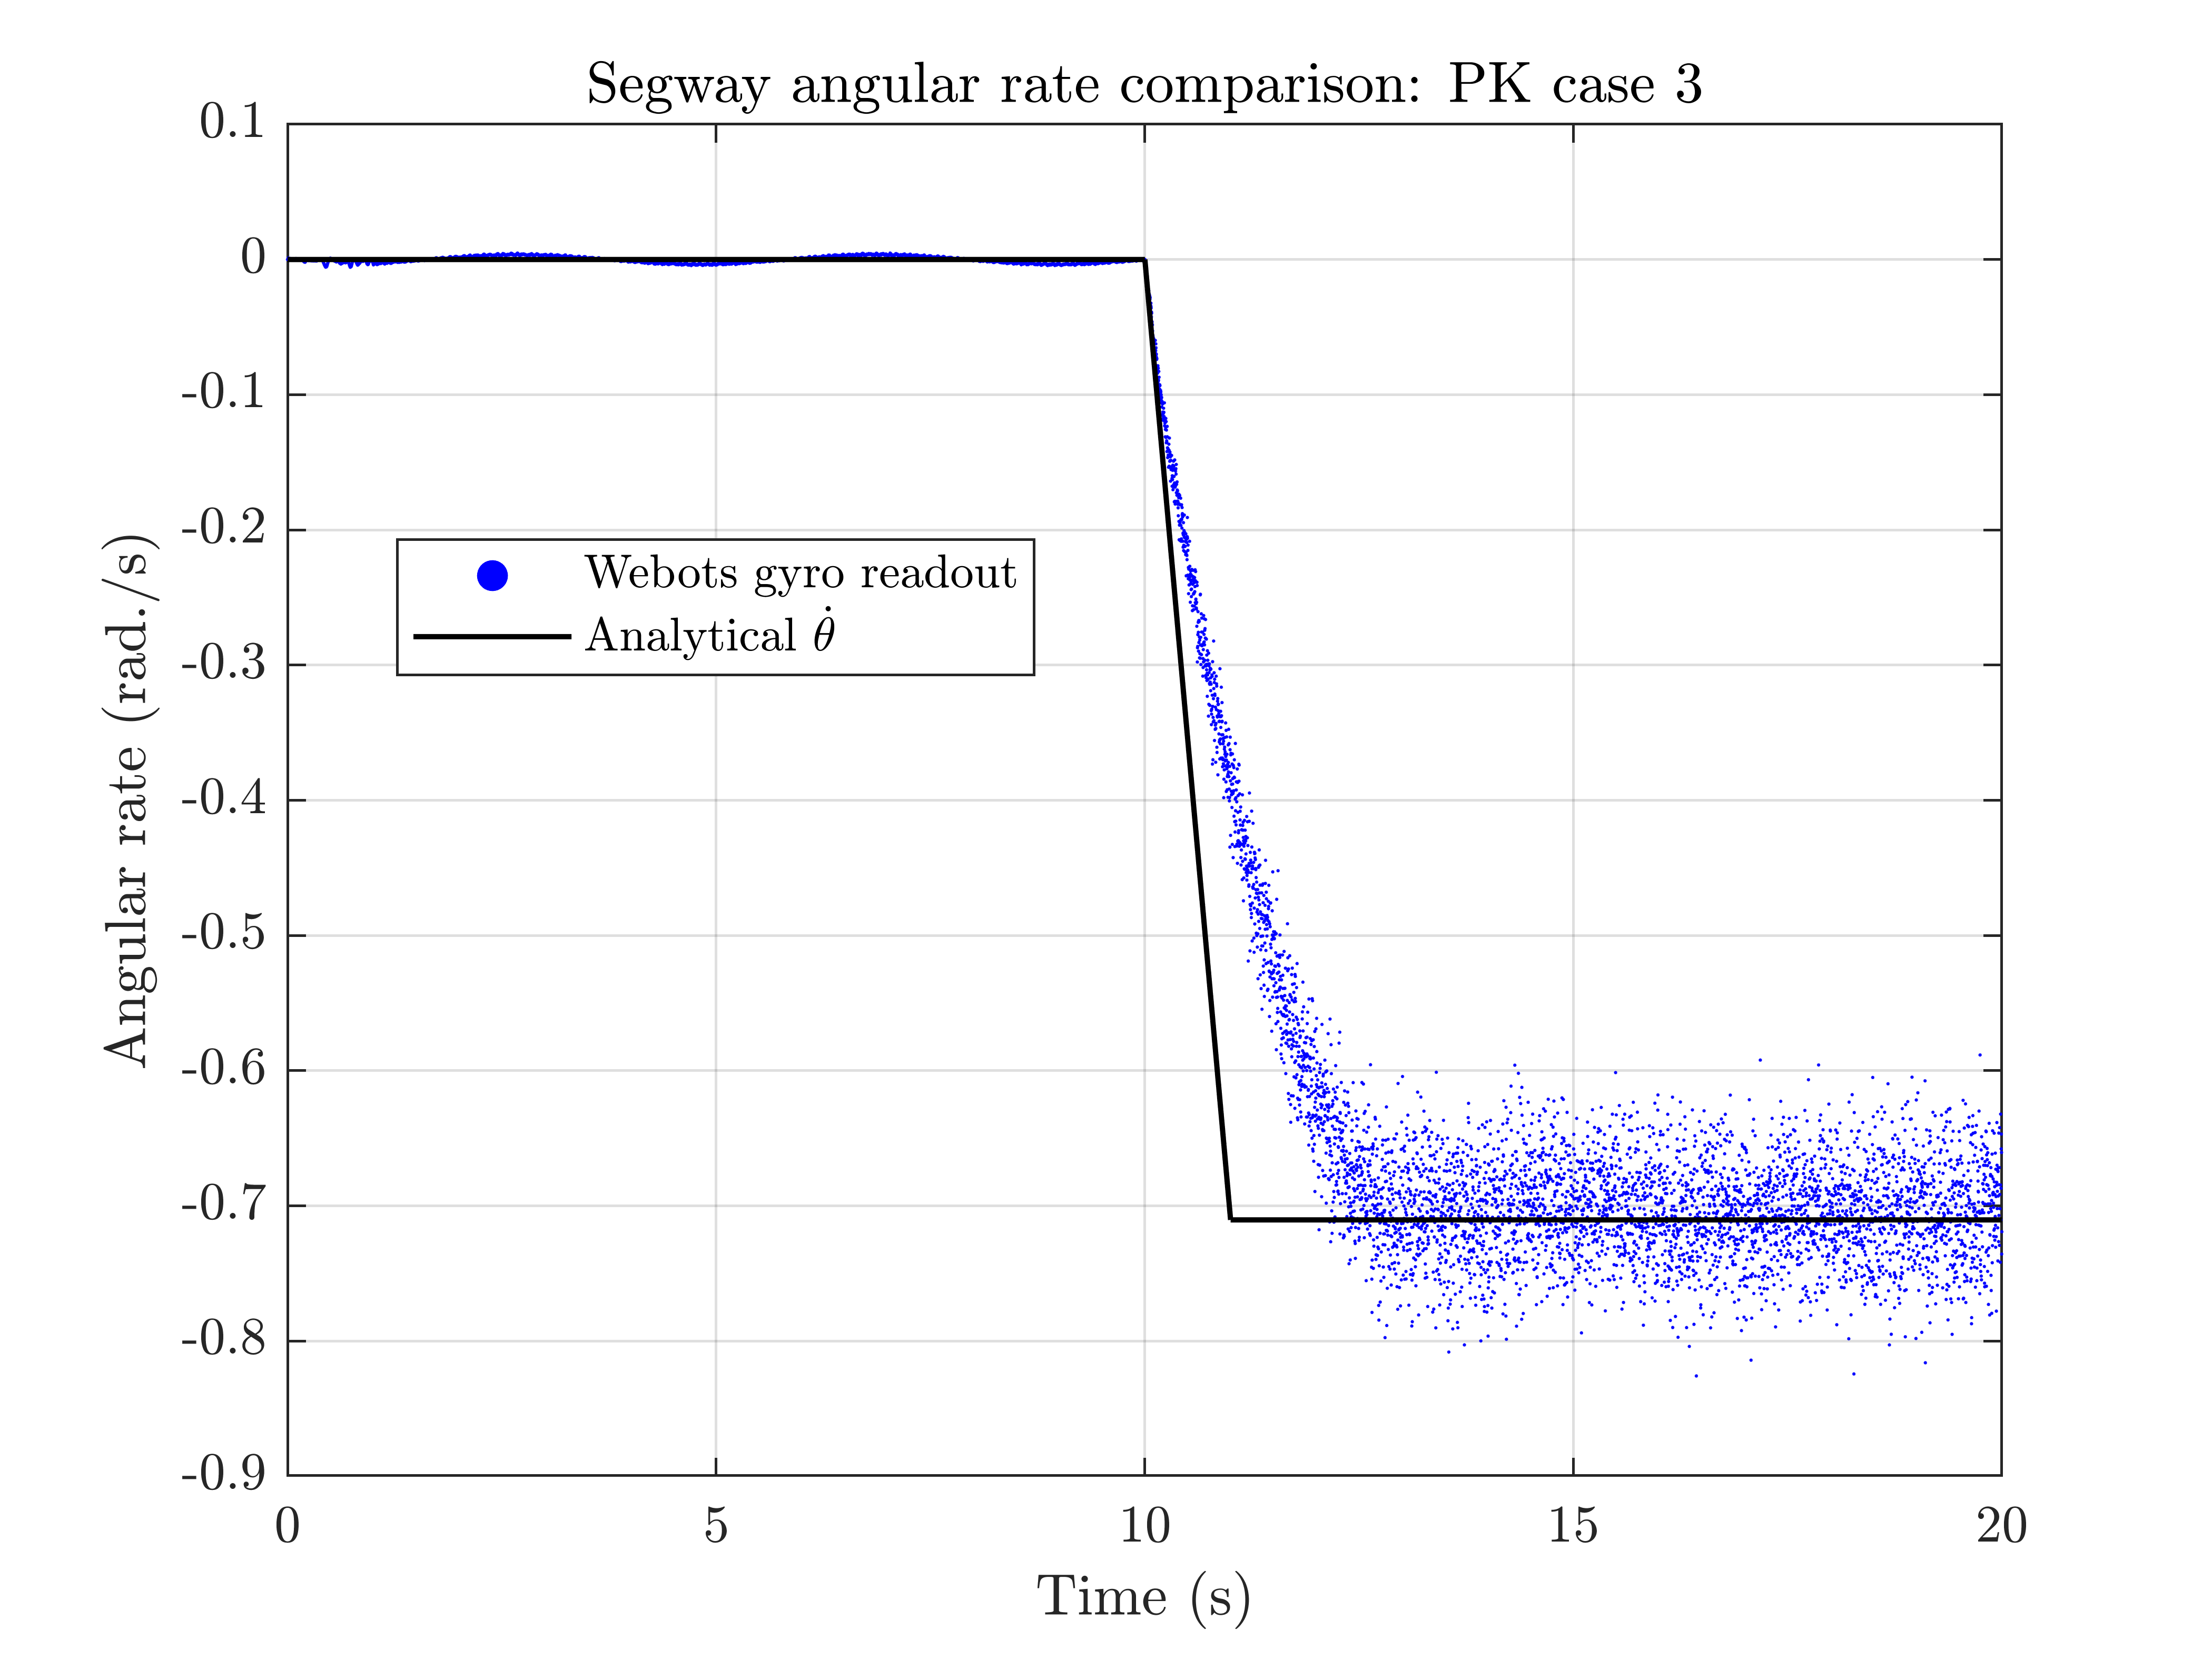 Segway angular rate comparison: PK case 3
0.1
0
-0.1
-0.2
-0.3
-0.4
-0.5
-0.6
-0.7
-0.8
-0.9
Angular rate (rad./s)
Webots gyro readout
Analytical θ̇
0 5 10 15 20
Time (s)